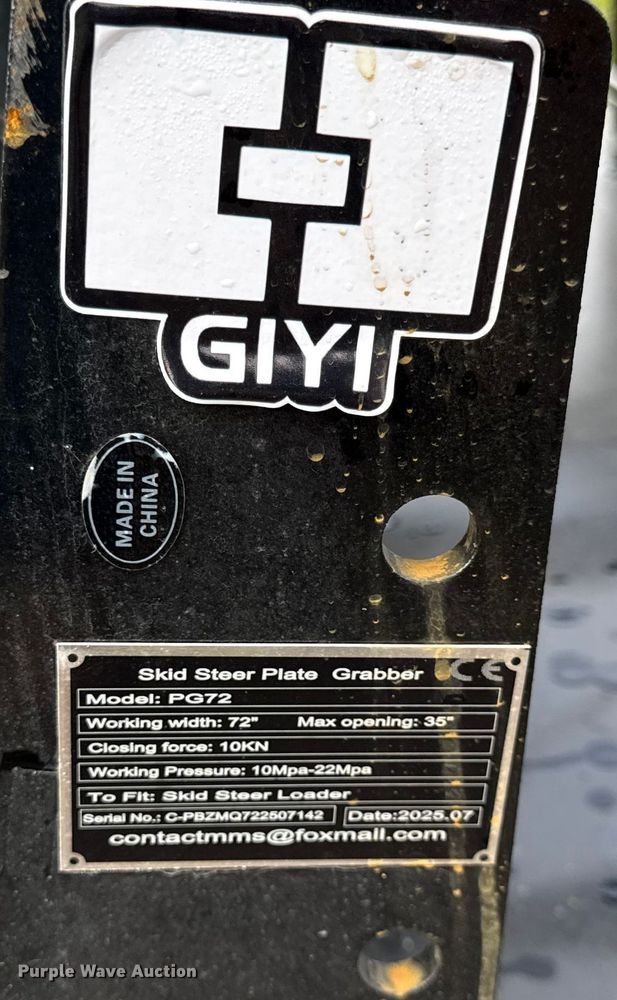 GIYI
MADE IN
CHINA
Skid Steer Plate Grabber CE
Model: PG72
Working width: 72" Max opening: 35"
Closing force: 10KN
Working Pressure: 10Mpa-22Mpa
To Fit: Skid Steer Loader
Serial No.: C-PBZMQ722507142 Date:2025.07
contactmms@foxmail.com
Purple Wave Auction